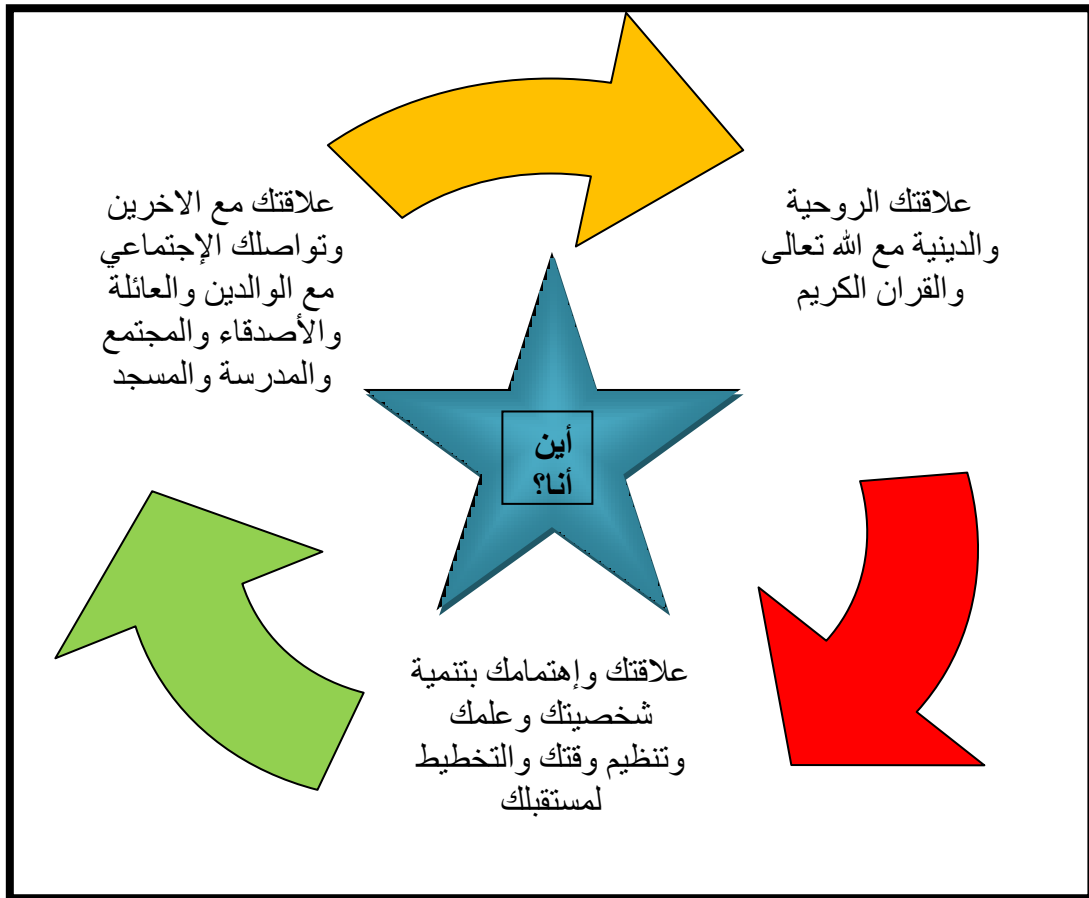 علاقتك الروحية
والدينية مع الله تعالى
والقران الكريم
علاقتك مع الاخرين
وتواصلك الإجتماعي
مع الوالدين والعائلة
والأصدقاء والمجتمع
والمدرسة والمسجد
أين
أنا؟
علاقتك وإهتمامك بتنمية
شخصيتك وعلمك
وتنظيم وقتك والتخطيط
لمستقبلك